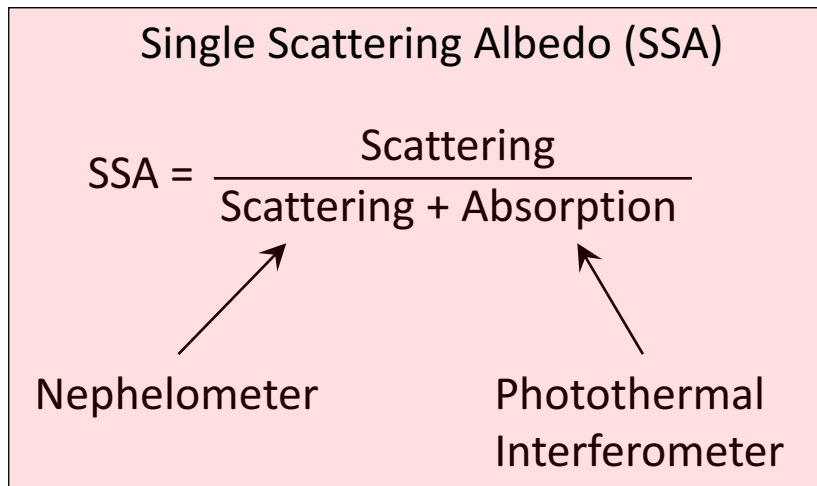 Single Scattering Albedo (SSA)
Scattering
SSA =
Scattering + Absorption
Nephelometer
Photothermal
Interferometer